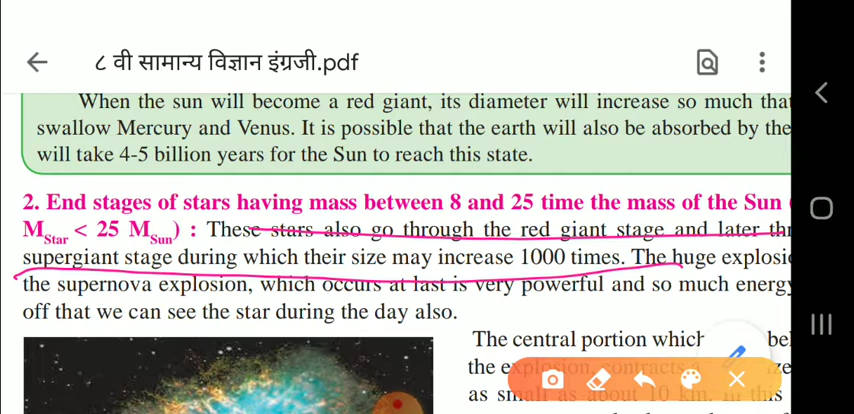 ८ वी सामान्य विज्ञान इंग्रजी.pdf
When the sun will become a red giant, its diameter will increase so much that
swallow Mercury and Venus. It is possible that the earth will also be absorbed by the
will take 4-5 billion years for the Sun to reach this state.
2. End stages of stars having mass between 8 and 25 time the mass of the Sun
M Star < 25 M Sun) : These stars also go through the red giant stage and later
supergiant stage during which their size may increase 1000 times. The huge
the supernova explosion, which occurs at last is very powerful and so much energy
off that we can see the star during the day also.
The central portion which
the explosion, contracts
as small as about 10 km. In this